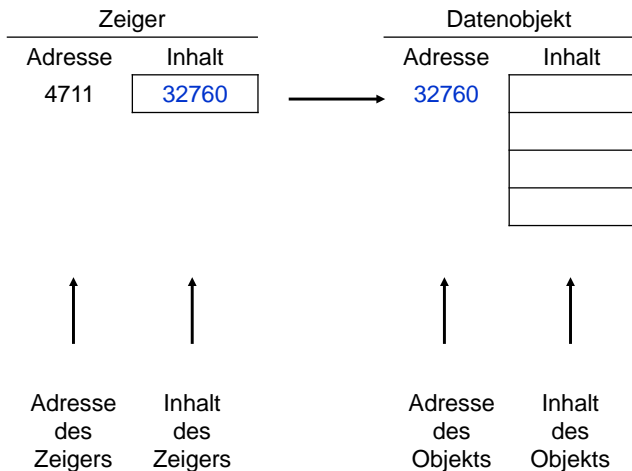 Zeiger Datenobjekt
Adresse Inhalt Adresse Inhalt
4711 32760 32760
Adresse Inhalt Adresse Inhalt
des des des des
Zeigers Zeigers Objekts Objekts